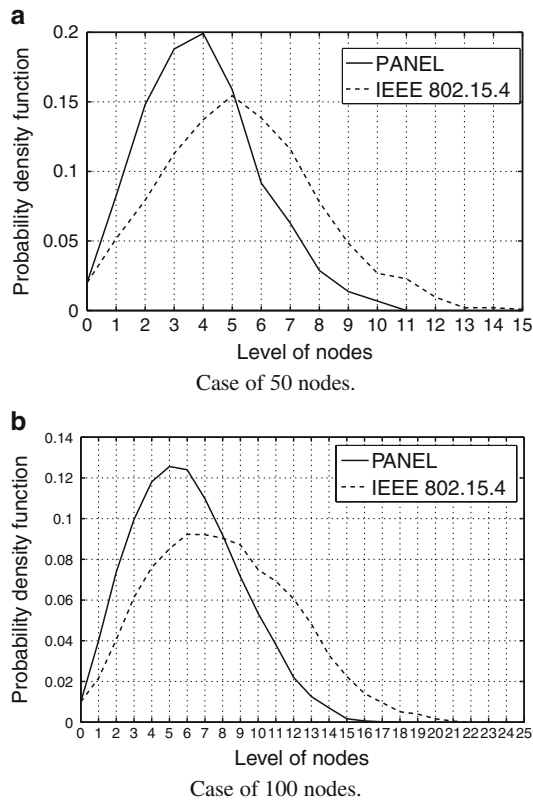 a
0.2
0.15
0.1
0.05
0
Probability density function
PANEL
IEEE 802.15.4
0 1 2 3 4 5 6 7 8 9 10 11 12 13 14 15
Level of nodes
Case of 50 nodes.
b
0.14
0.12
0.1
0.08
0.06
0.04
0.02
0
Probability density function
PANEL
IEEE 802.15.4
0 1 2 3 4 5 6 7 8 9 10 11 12 13 14 15 16 17 18 19 20 21 22 23 24 25
Level of nodes
Case of 100 nodes.